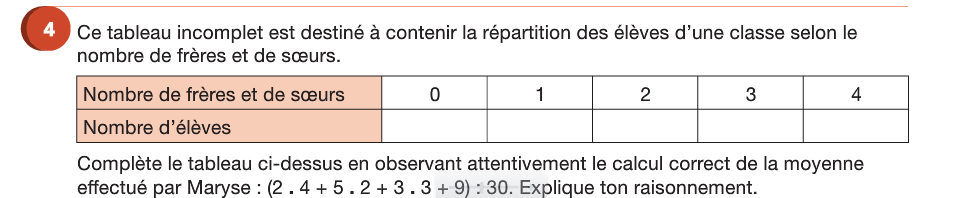 4
Ce tableau incomplet est destiné à contenir la répartition des élèves d'une classe selon le
nombre de frères et de sœurs.
Nombre de frères et de sœurs 0 1 2 3 4
Nombre d'élèves
Complète le tableau ci-dessus en observant attentivement le calcul correct de la moyenne
effectué par Maryse : (2 . 4 + 5 . 2 + 3 . 3 + 9) : 30. Explique ton raisonnement.